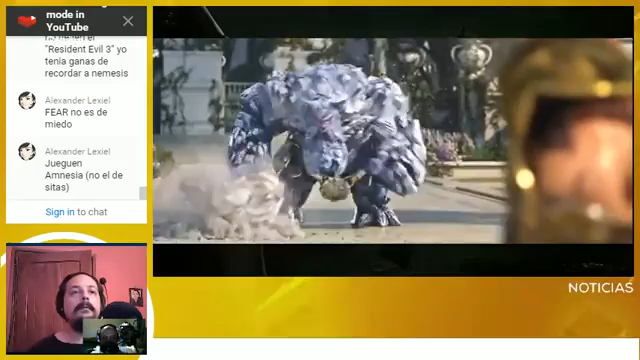 mode in
YouTube
el
"Resident Evil 3" yo
tenia ganas de
recordar a nemesis
Alexander Lexiel
FEAR no es de
miedo
Alexander Lexiel
Jueguen
Amnesia (no el de
sitas)
Sign in to chat
NOTICIAS